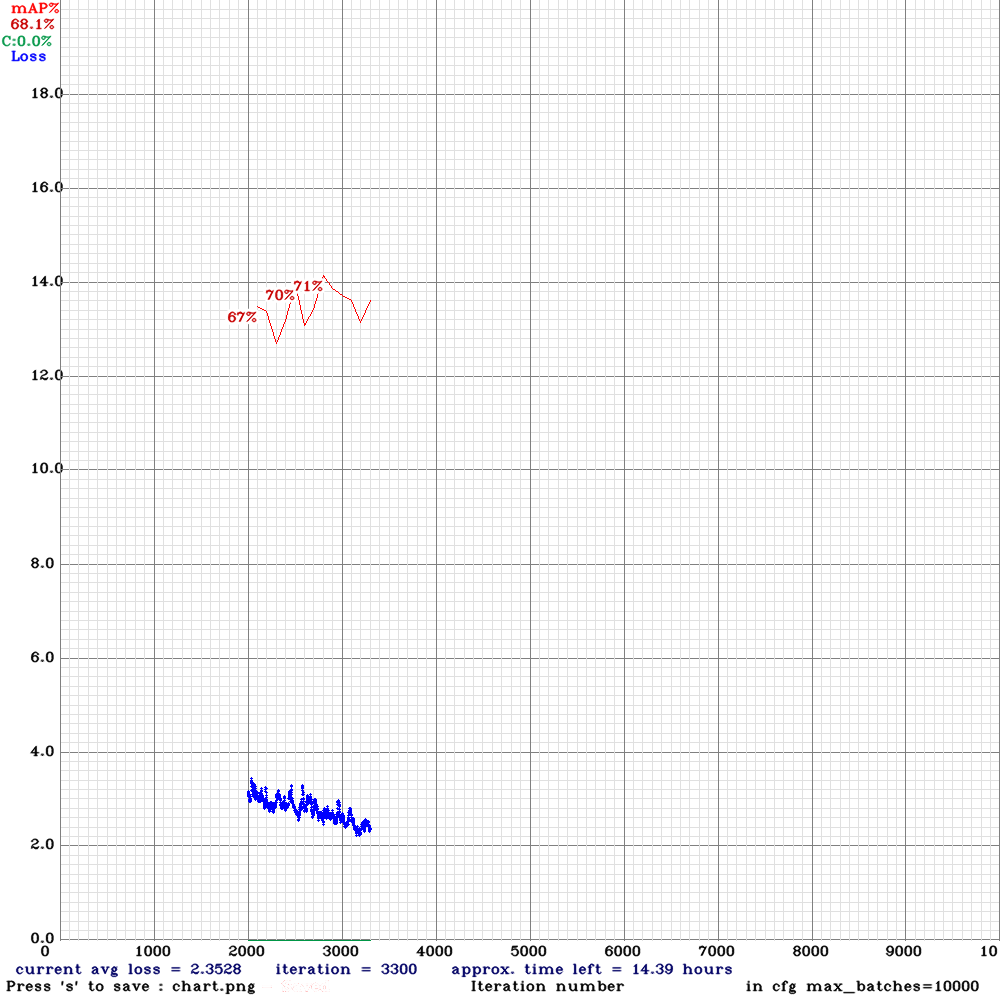 mAP%
68.1%
C:0.0%
Loss
18.0
16.0
14.0
71%
70%
67%
12.0
10.0
8.0
6.0
4.0
2.0
0.0
0 1000 2000 3000 4000 5000 6000 7000 8000 9000 10
current avg loss = 2.3528 iteration = 3300 approx. time left = 14.39 hours
Press 's' to save : chart.png Iteration number in cfg max_batches=10000